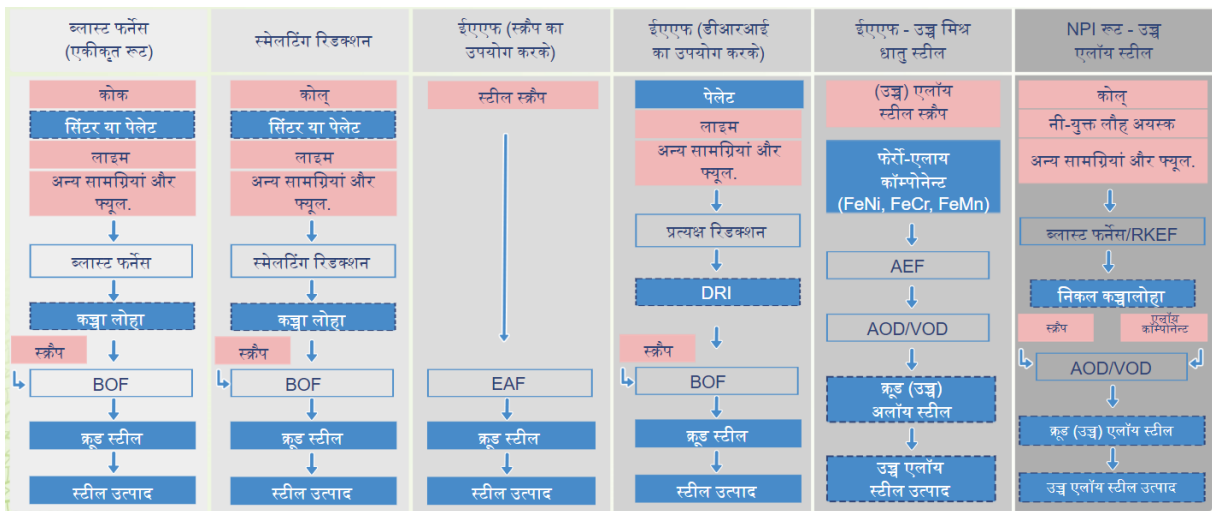 ब्लास्ट फर्नेस
(एकीकृत रूट)
कोक
सिंटर या पेलेट
लाइम
अन्य सामग्रियां और
फ्यूल.
ब्लास्ट फर्नेस
कच्चा लोहा
स्क्रैप
BOF
क्रूड स्टील
स्टील उत्पाद
स्मेलटिंग रिडक्शन
कोल्
सिंटर या पेलेट
लाइम
अन्य सामग्रियां और
फ्यूल.
स्मेलटिंग रिडक्शन
कच्चा लोहा
स्क्रैप
BOF
क्रूड स्टील
स्टील उत्पाद
ईएएफ (स्क्रैप का
उपयोग करके)
स्टील स्क्रैप
EAF
क्रूड स्टील
स्टील उत्पाद
ईएएफ (डीआरआई
का उपयोग करके)
पेलेट
लाइम
अन्य सामग्रियां और
फ्यूल.
प्रत्यक्ष रिडक्शन
DRI
स्क्रैप
BOF
क्रूड स्टील
स्टील उत्पाद
ईएएफ - उच्च मिश्र
धातु स्टील
(उच्च) एलॉय
स्टील स्क्रैप
फेर्रो-एलाय
कॉम्पोनेन्ट
(FeNi, FeCr, FeMn)
AEF
AOD/VOD
क्रूड (उच्च)
अलॉय स्टील
उच्च एलॉय
स्टील उत्पाद
NPI रूट - उच्च
एलॉय स्टील
कोल्
नी-युक्त लौह अयस्क
अन्य सामग्रियां और
फ्यूल.
ब्लास्ट फर्नेस/RKEF
निकल कच्चालोहा
स्क्रैप
एलॉय
कॉम्पोनेन्ट
AOD/VOD
क्रूड (उच्च) एलॉय स्टील
उच्च एलॉय स्टील उत्पाद